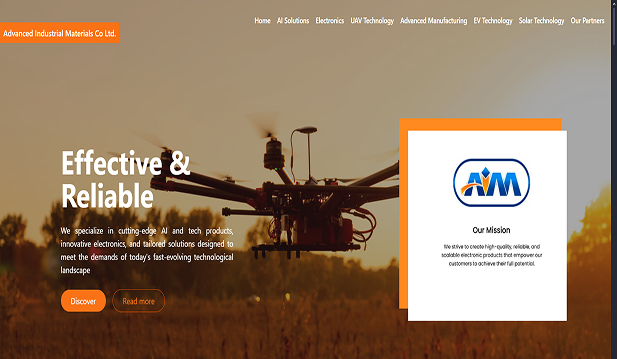 Home AI Solutions Electronics UAV Technology Advanced Manufacturing EV Technology Solar Technology Our Partners
Advanced Industrial Materials Co Ltd.
Effective &
Reliable
We specialize in cutting-edge AI and tech products,
innovative electronics, and tailored solutions designed to
meet the demands of today's fast-evolving technological
landscape
Discover Read more
AIM
Our Mission
We strive to create high-quality, reliable, and
scalable electronic products that empower our
customers to achieve their full potential.